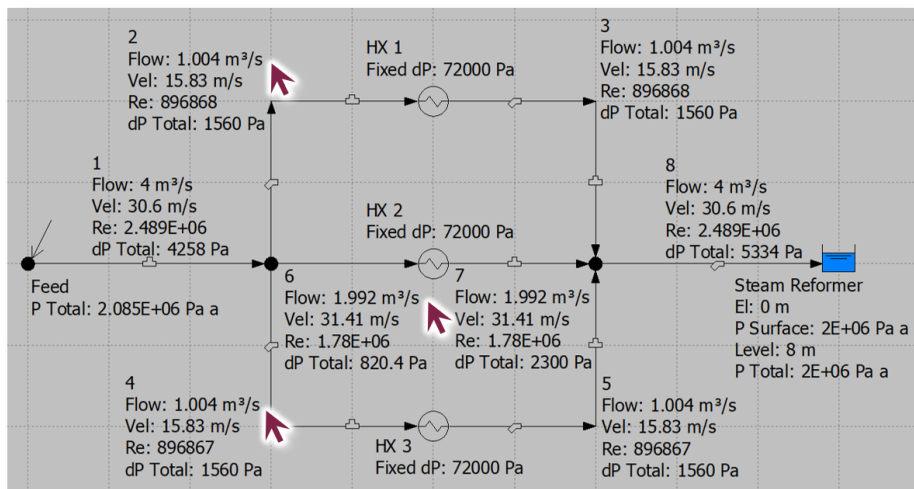 2
Flow: 1.004 m³/s
Vel: 15.83 m/s
Re: 896868
dP Total: 1560 Pa
HX 1
Fixed dP: 72000 Pa
3
Flow: 1.004 m³/s
Vel: 15.83 m/s
Re: 896868
dP Total: 1560 Pa
1
Flow: 4 m³/s
Vel: 30.6 m/s
Re: 2.489E+06
dP Total: 4258 Pa
HX 2
Fixed dP: 72000 Pa
8
Flow: 4 m³/s
Vel: 30.6 m/s
Re: 2.489E+06
dP Total: 5334 Pa
Feed
P Total: 2.085E+06 Pa a
6
Flow: 1.992 m³/s
Vel: 31.41 m/s
Re: 1.78E+06
dP Total: 820.4 Pa
7
Flow: 1.992 m³/s
Vel: 31.41 m/s
Re: 1.78E+06
dP Total: 2300 Pa
Steam Reformer
El: 0 m
P Surface: 2E+06 Pa a
Level: 8 m
P Total: 2E+06 Pa a
4
Flow: 1.004 m³/s
Vel: 15.83 m/s
Re: 896867
dP Total: 1560 Pa
HX 3
Fixed dP: 72000 Pa
5
Flow: 1.004 m³/s
Vel: 15.83 m/s
Re: 896867
dP Total: 1560 Pa